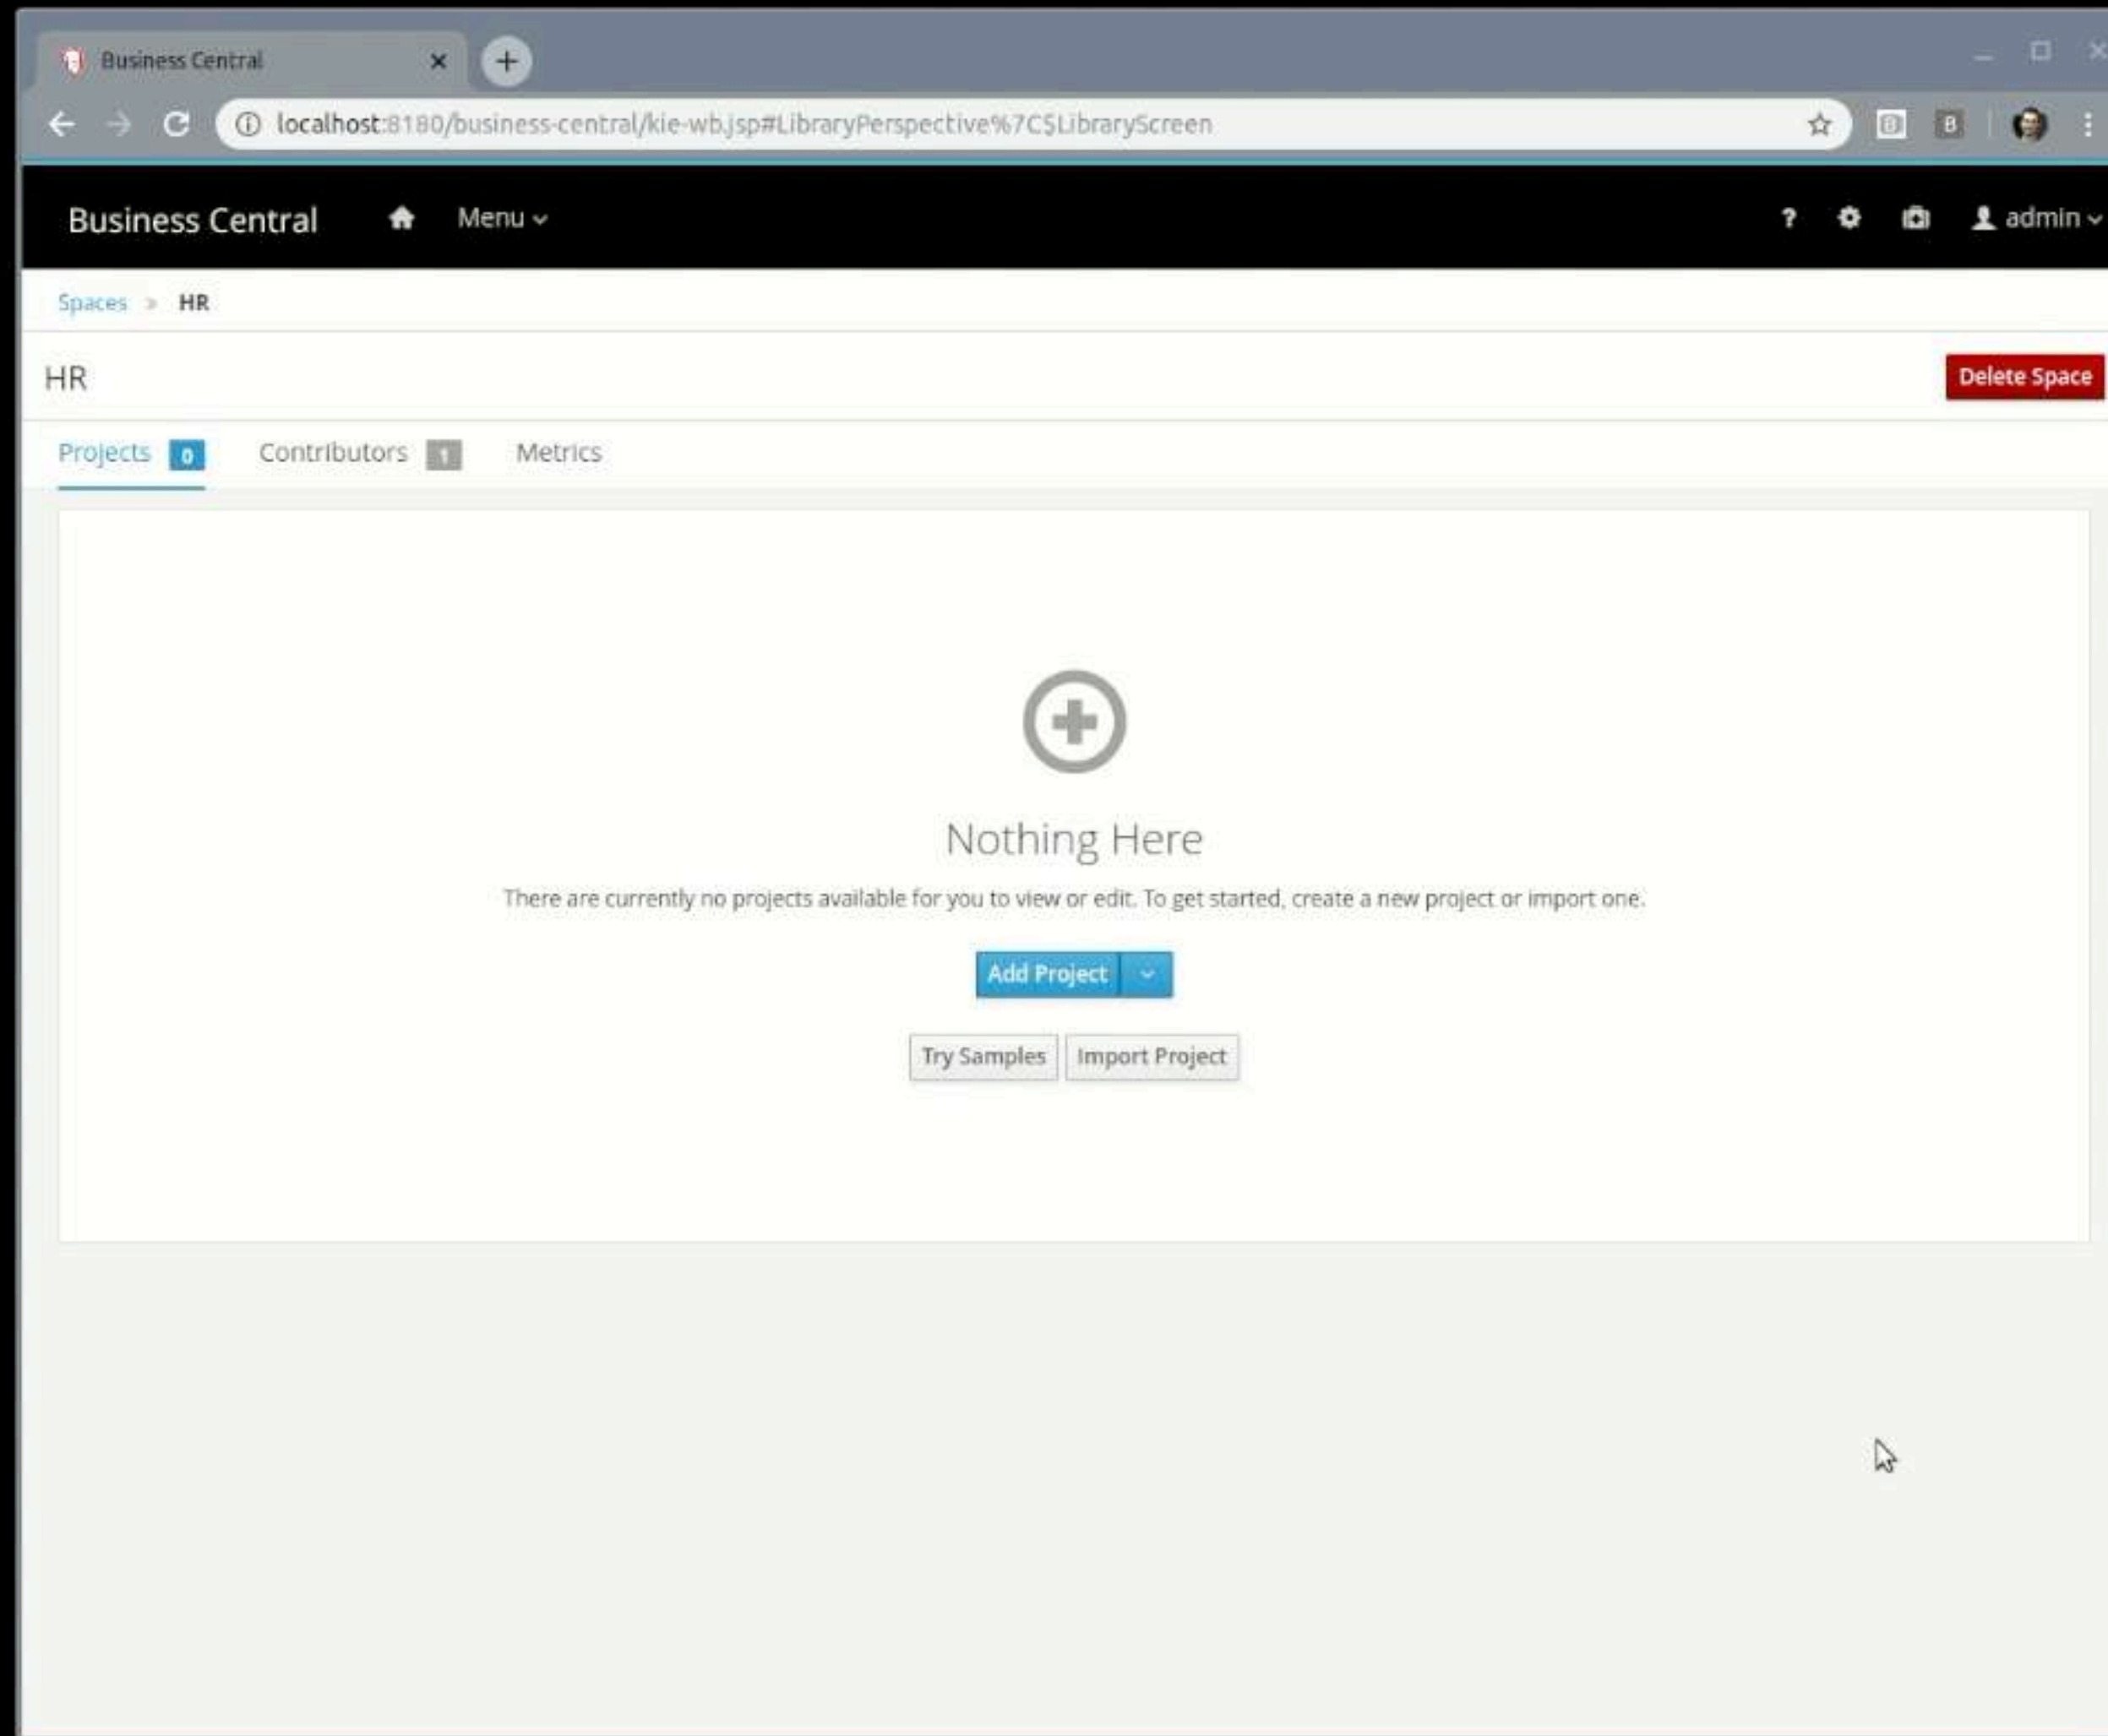 Business Central
localhost:8180/business-central/kie-wb.jsp#LibraryPerspective%7C$LibraryScreen
B
Business Central Menu ? admin
Spaces » HR
HR Delete Space
Projects 0 Contributors 1 Metrics
Nothing Here
There are currently no projects available for you to view or edit. To get started, create a new project or import one.
Add Project
Try Samples Import Project